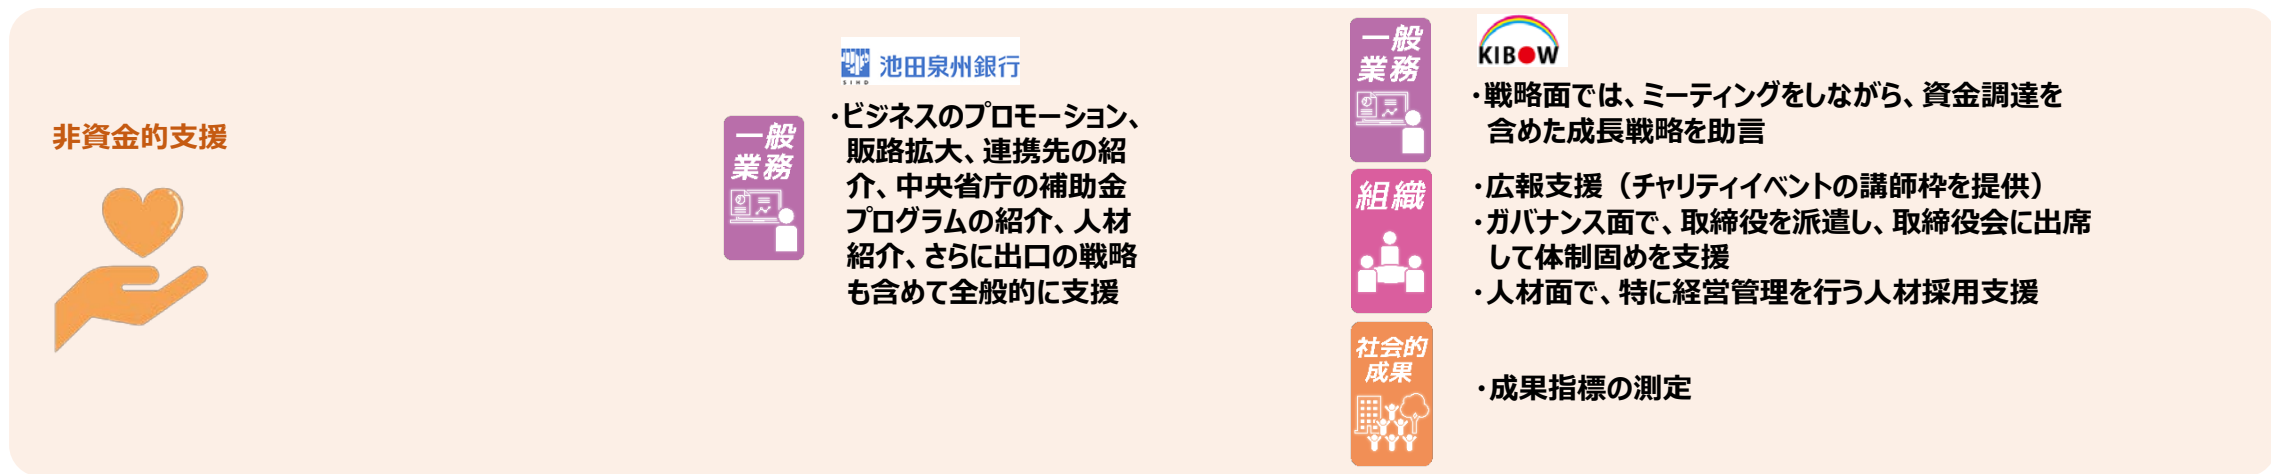 非資金的支援
池田泉州銀行
SIHD
一般
業務
・ビジネスのプロモーション、
販路拡大、連携先の紹
介、中央省庁の補助金
プログラムの紹介、人材
紹介、さらに出口の戦略
も含めて全般的に支援
KIBOW
一般
業務
・戦略面では、ミーティングをしながら、資金調達を
含めた成長戦略を助言
組織
・広報支援（チャリティイベントの講師枠を提供）
・ガバナンス面で、取締役を派遣し、取締役会に出席
して体制固めを支援
・人材面で、特に経営管理を行う人材採用支援
社会的
成果
・成果指標の測定